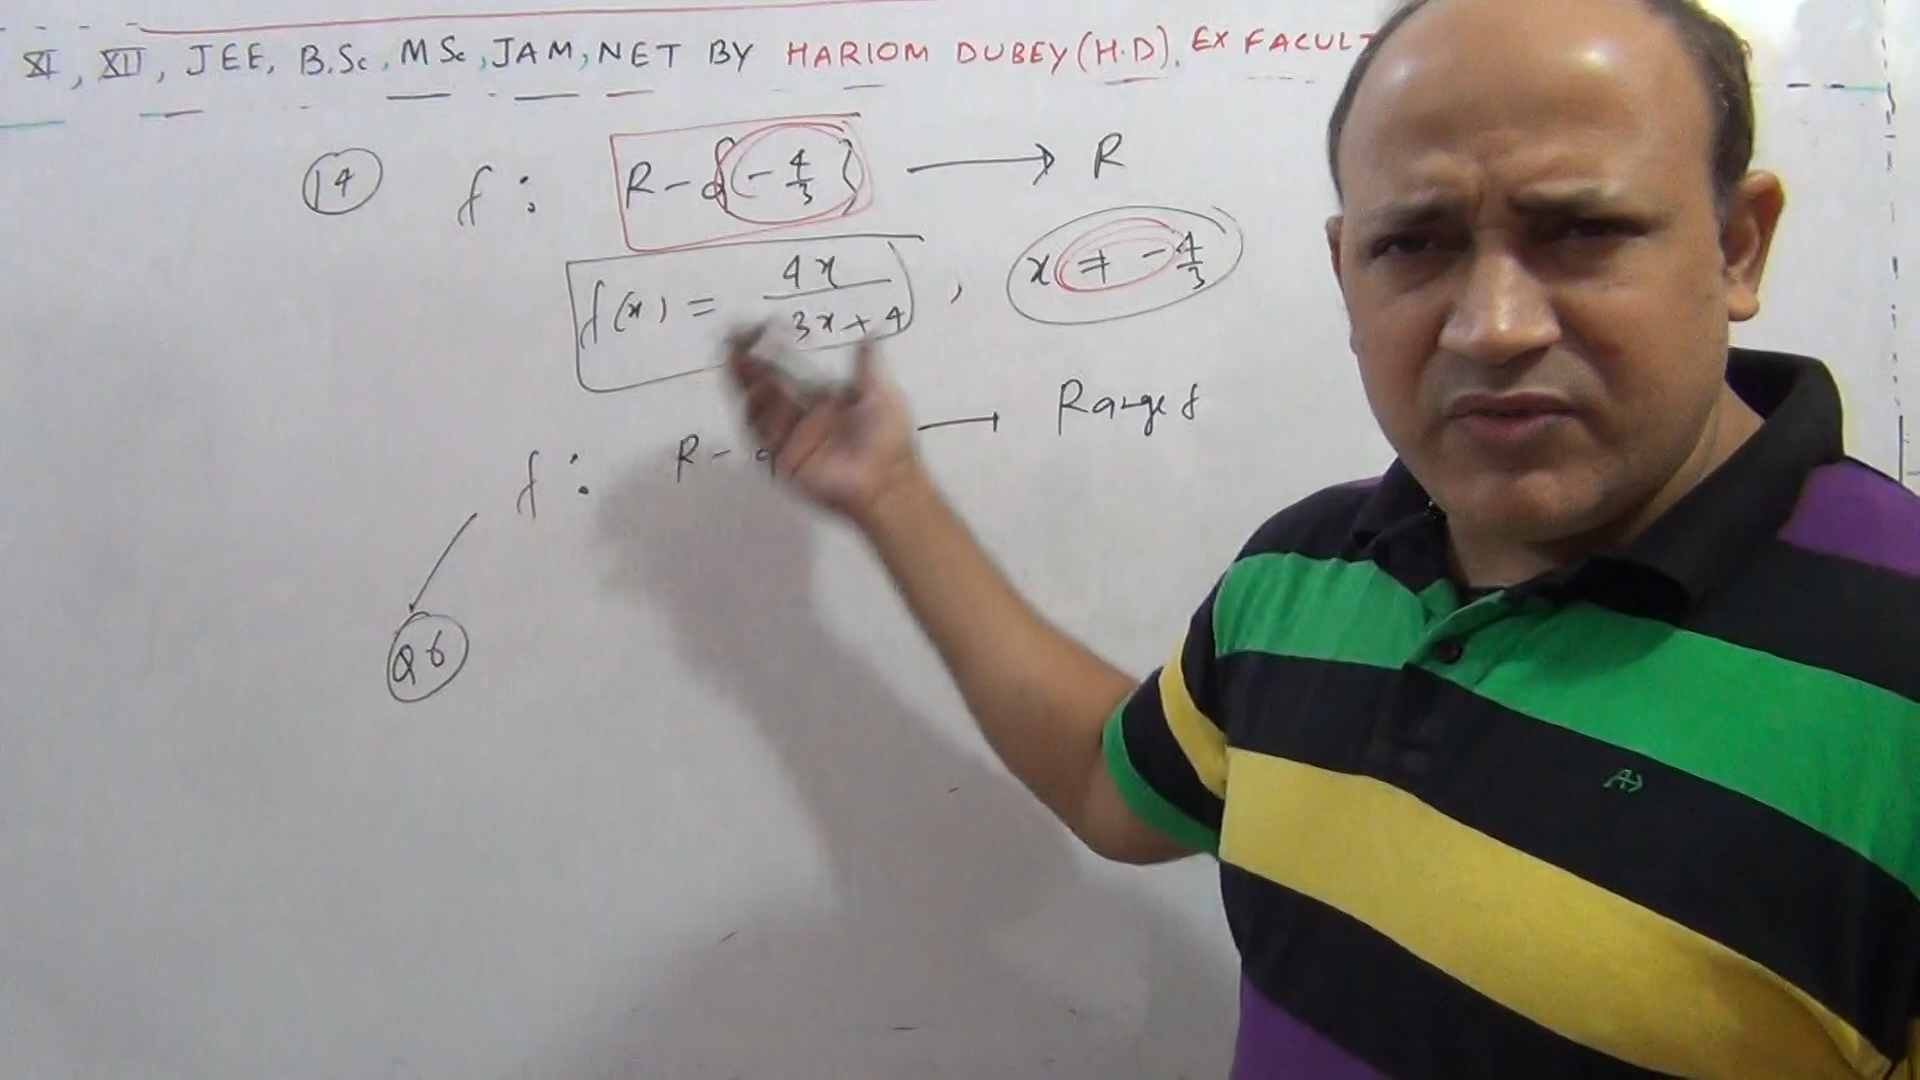 XI, XII, JEE, B.Sc, MSc, JAM, NET BY HARIOM DUBEY (H.D). EX FACULT
14 f : R - {- 4/3} → R
f(x) = 4x / 3x + 4 , x ≠ - 4/3
f : R - → Range f
Q6